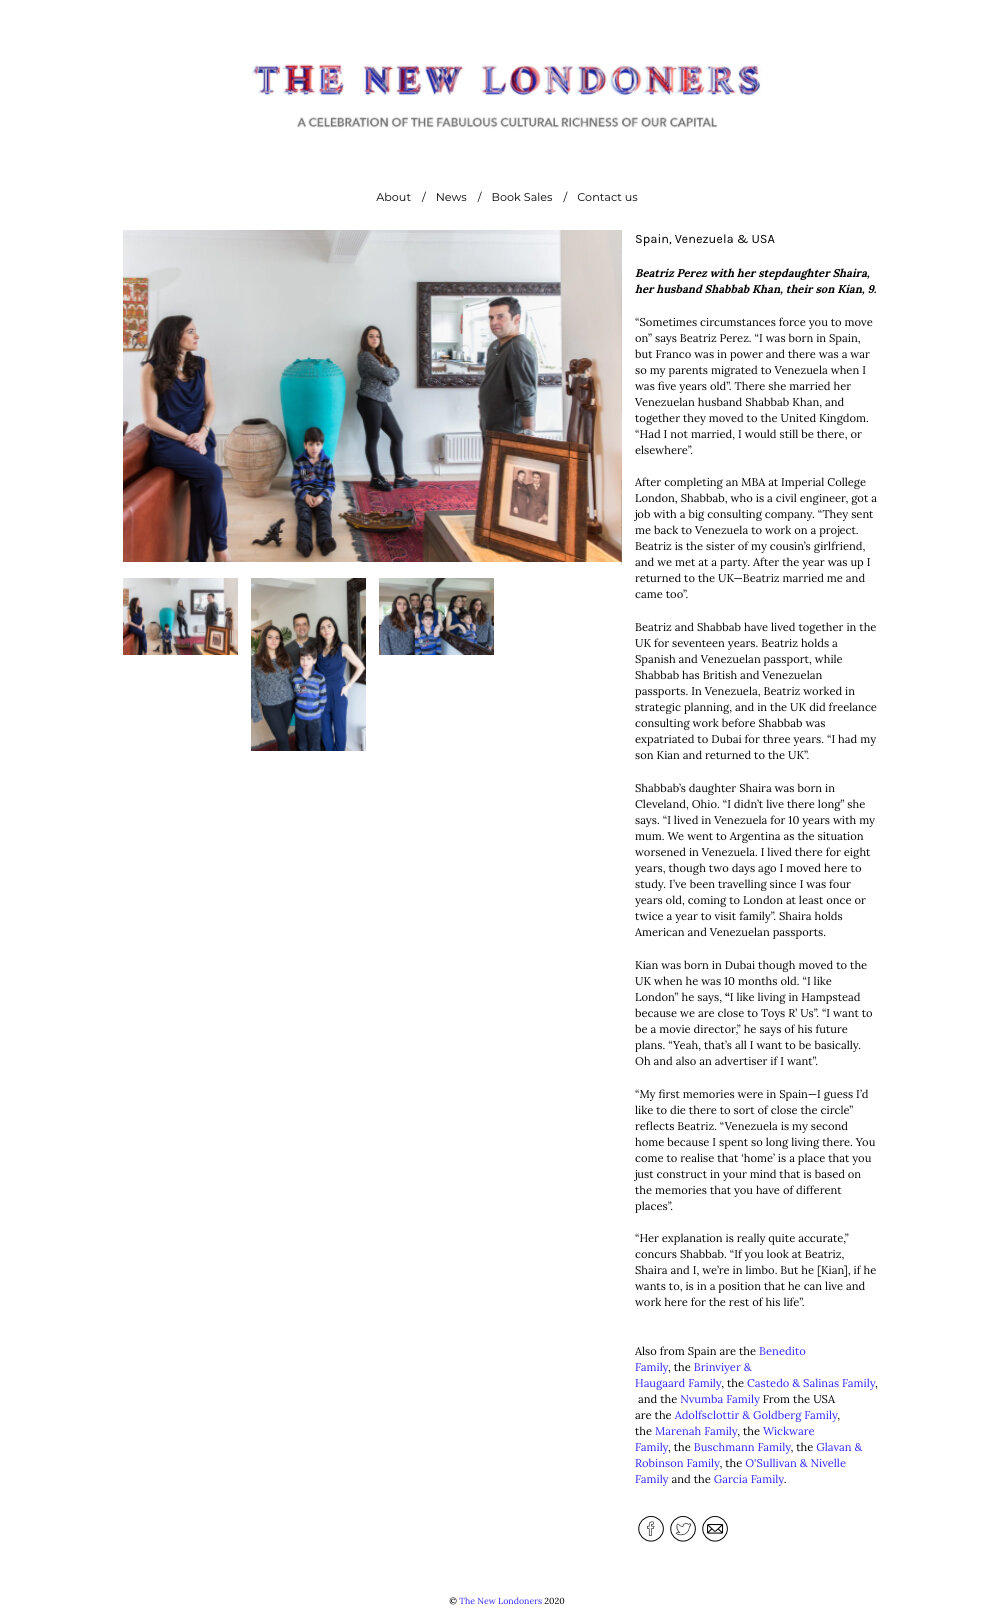 THE NEW LONDONERS
A CELEBRATION OF THE FABULOUS CULTURAL RICHNESS OF OUR CAPITAL
About / News / Book Sales / Contact us
Spain, Venezuela & USA
Beatriz Perez with her stepdaughter Shaira,
her husband Shabbab Khan, their son Kian, 9.
“Sometimes circumstances force you to move
on” says Beatriz Perez. “I was born in Spain,
but Franco was in power and there was a war
so my parents migrated to Venezuela when I
was five years old”. There she married her
Venezuelan husband Shabbab Khan, and
together they moved to the United Kingdom.
“Had I not married, I would still be there, or
elsewhere”.
After completing an MBA at Imperial College
London, Shabbab, who is a civil engineer, got a
job with a big consulting company. “They sent
me back to Venezuela to work on a project.
Beatriz is the sister of my cousin’s girlfriend,
and we met at a party. After the year was up I
returned to the UK—Beatriz married me and
came too”.
Beatriz and Shabbab have lived together in the
UK for seventeen years. Beatriz holds a
Spanish and Venezuelan passport, while
Shabbab has British and Venezuelan
passports. In Venezuela, Beatriz worked in
strategic planning, and in the UK did freelance
consulting work before Shabbab was
expatriated to Dubai for three years. “I had my
son Kian and returned to the UK”.
Shabbab’s daughter Shaira was born in
Cleveland, Ohio. “I didn’t live there long” she
says. “I lived in Venezuela for 10 years with my
mum. We went to Argentina as the situation
worsened in Venezuela. I lived there for eight
years, though two days ago I moved here to
study. I’ve been travelling since I was four
years old, coming to London at least once or
twice a year to visit family”. Shaira holds
American and Venezuelan passports.
Kian was born in Dubai though moved to the
UK when he was 10 months old. “I like
London” he says, “I like living in Hampstead
because we are close to Toys R’ Us”. “I want to
be a movie director,” he says of his future
plans. “Yeah, that’s all I want to be basically.
Oh and also an advertiser if I want”.
“My first memories were in Spain—I guess I’d
like to die there to sort of close the circle”
reflects Beatriz. “Venezuela is my second
home because I spent so long living there. You
come to realise that ‘home’ is a place that you
just construct in your mind that is based on
the memories that you have of different
places”.
“Her explanation is really quite accurate,”
concurs Shabbab. “If you look at Beatriz,
Shaira and I, we’re in limbo. But he [Kian], if he
wants to, is in a position that he can live and
work here for the rest of his life”.
Also from Spain are the Benedito
Family, the Brinviyer &
Haugaard Family, the Castedo & Salinas Family,
and the Nvumba Family From the USA
are the Adolfsclottir & Goldberg Family,
the Marenah Family, the Wickware
Family, the Buschmann Family, the Glavan &
Robinson Family, the O'Sullivan & Nivelle
Family and the Garcia Family.
© The New Londoners 2020